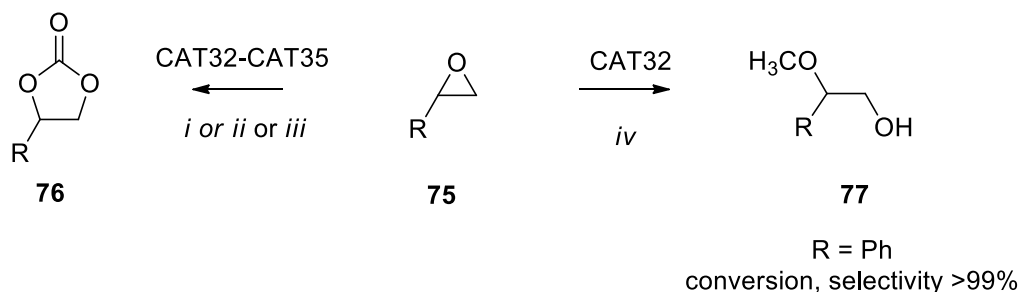 O
O
O
R
76
CAT32-CAT35
i or ii or iii
O
R
75
CAT32
iv
H3CO
R
OH
77
R = Ph
conversion, selectivity >99%